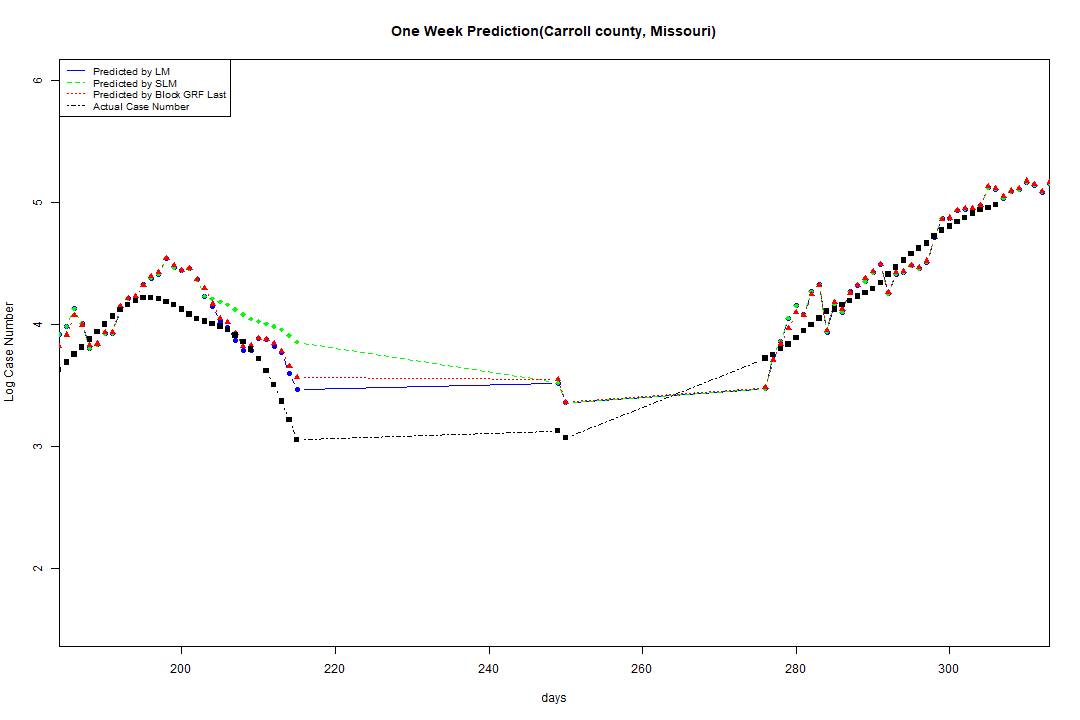 One Week Prediction(Carroll county, Missouri)
Predicted by LM
Predicted by SLM
Predicted by Block GRF Last
Actual Case Number
Log Case Number
6
5
4
3
2
200 220 240 260 280 300
days